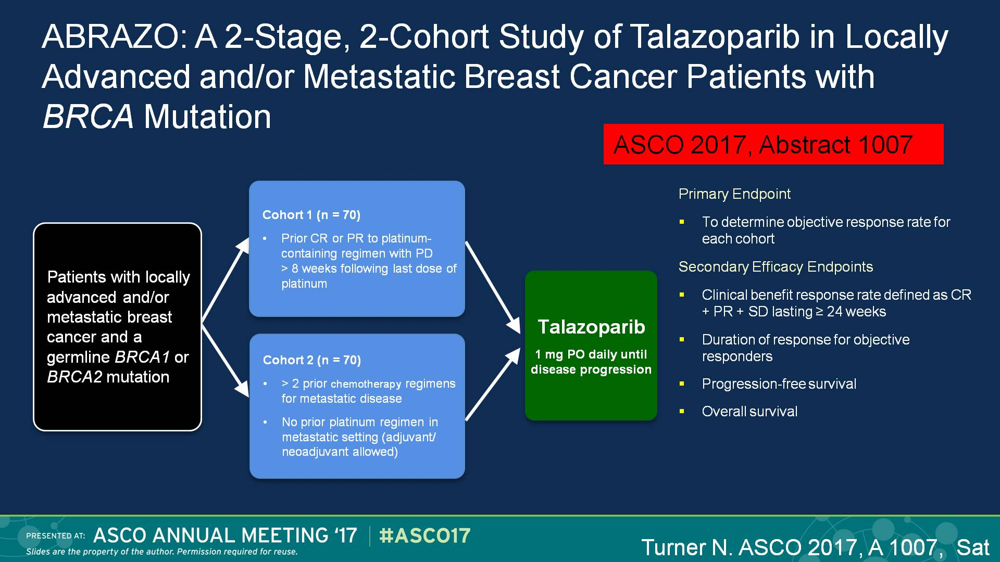 ABRAZO: A 2-Stage, 2-Cohort Study of Talazoparib in Locally
Advanced and/or Metastatic Breast Cancer Patients with
BRCA Mutation
ASCO 2017, Abstract 1007
Patients with locally
advanced and/or
metastatic breast
cancer and a
germline BRCA1 or
BRCA2 mutation
Cohort 1 (n = 70)
• Prior CR or PR to platinum-
containing regimen with PD
> 8 weeks following last dose of
platinum
Cohort 2 (n = 70)
• > 2 prior chemotherapy regimens
for metastatic disease
• No prior platinum regimen in
metastatic setting (adjuvant/
neoadjuvant allowed)
Talazoparib
1 mg PO daily until
disease progression
Primary Endpoint
▪ To determine objective response rate for
each cohort
Secondary Efficacy Endpoints
▪ Clinical benefit response rate defined as CR
+ PR + SD lasting ≥ 24 weeks
▪ Duration of response for objective
responders
▪ Progression-free survival
▪ Overall survival
PRESENTED AT: ASCO ANNUAL MEETING ‘17 | #ASCO17
Slides are the property of the author. Permission required for reuse.
Turner N. ASCO 2017, A 1007, Sat